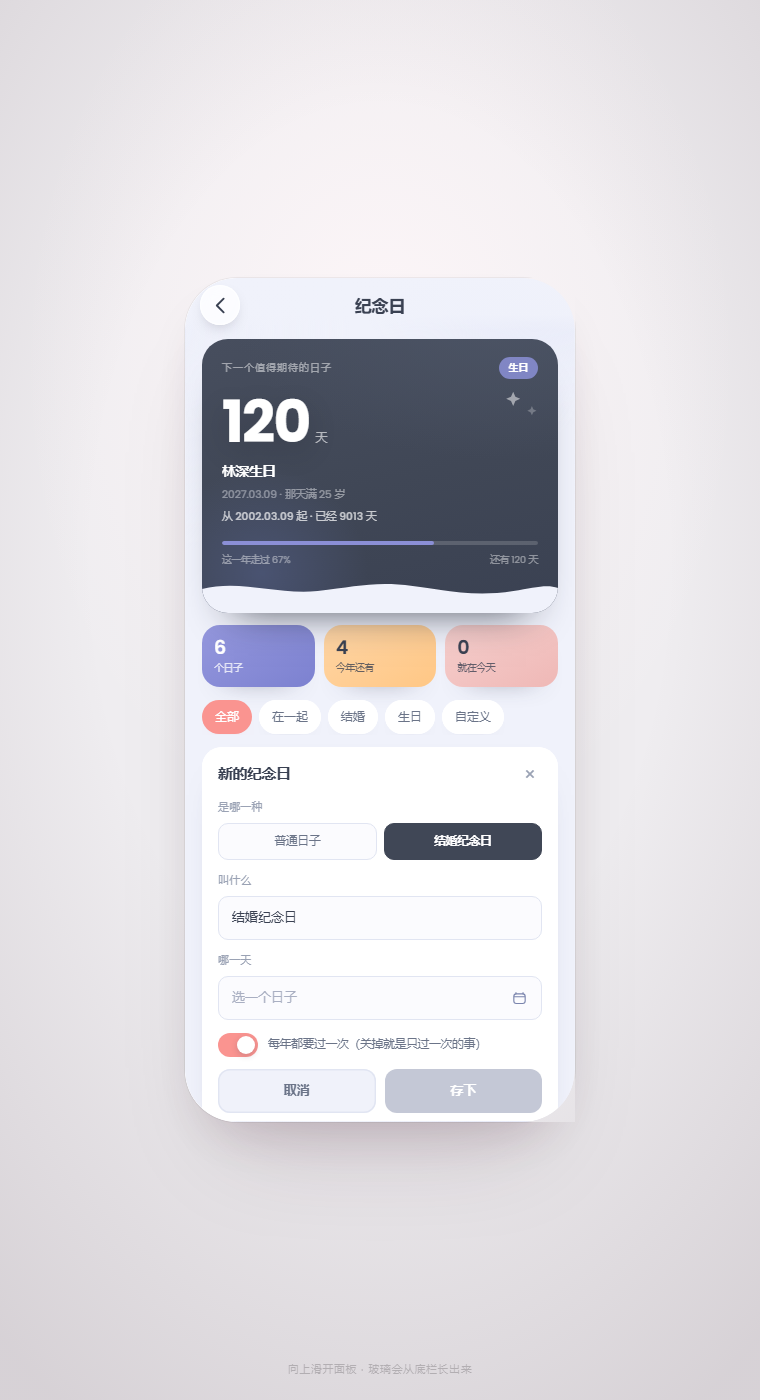 纪念日
下一个值得期待的日子
生日
120 天
林深生日
2027.03.09 · 那天满 25 岁
从 2002.03.09 起 · 已经 9013 天
这一年走过 67%
还有 120 天
6
个日子
4
今年还有
0
就在今天
全部
在一起
结婚
生日
自定义
新的纪念日
×
是哪一种
普通日子
结婚纪念日
叫什么
结婚纪念日
哪一天
选一个日子
每年都要过一次（关掉就是只过一次的事）
取消
存下
向上滑开面板 · 玻璃会从底栏长出来